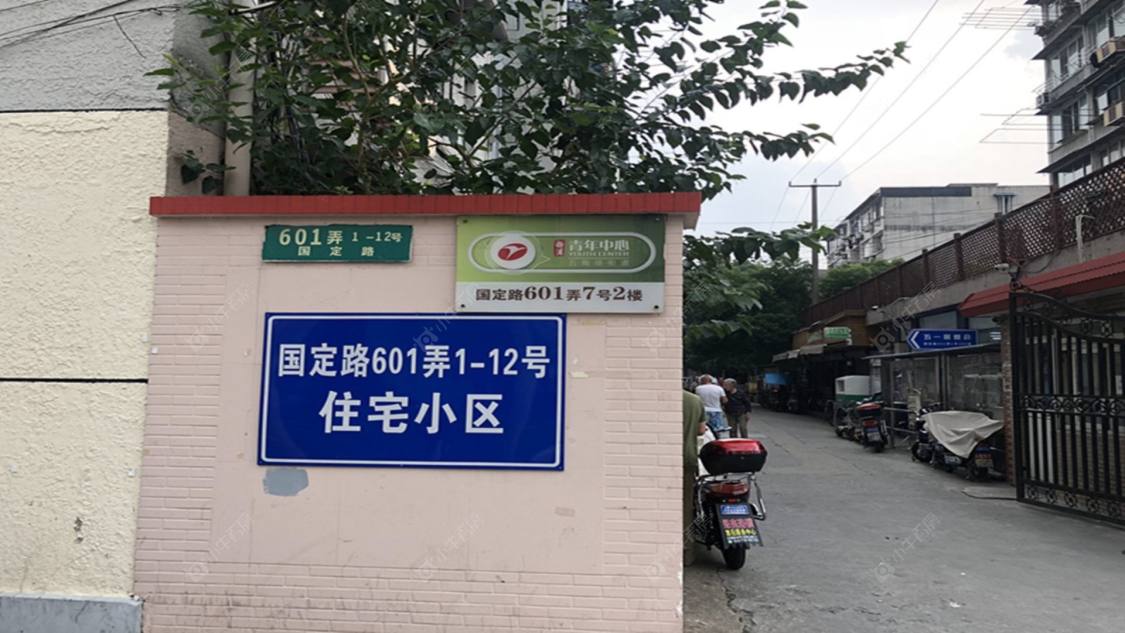 601弄 1-12号
国定路
青年中心
YOUTH CENTER
国定路601弄7号2楼
国定路601弄1-12号
住宅小区